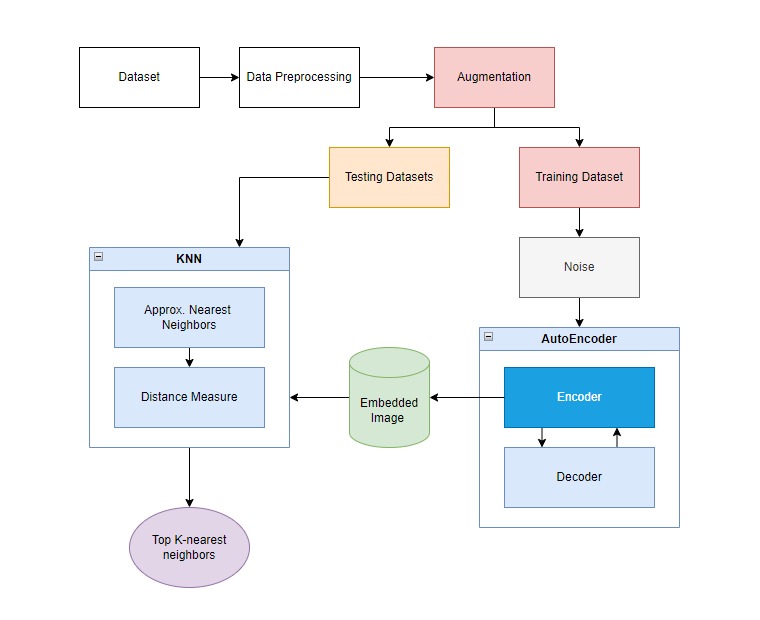 Dataset
Data Preprocessing
Augmentation
Testing Datasets
Training Dataset
KNN
Noise
Approx. Nearest
Neighbors
AutoEncoder
Distance Measure
Embedded
Image
Encoder
Decoder
Top K-nearest
neighbors